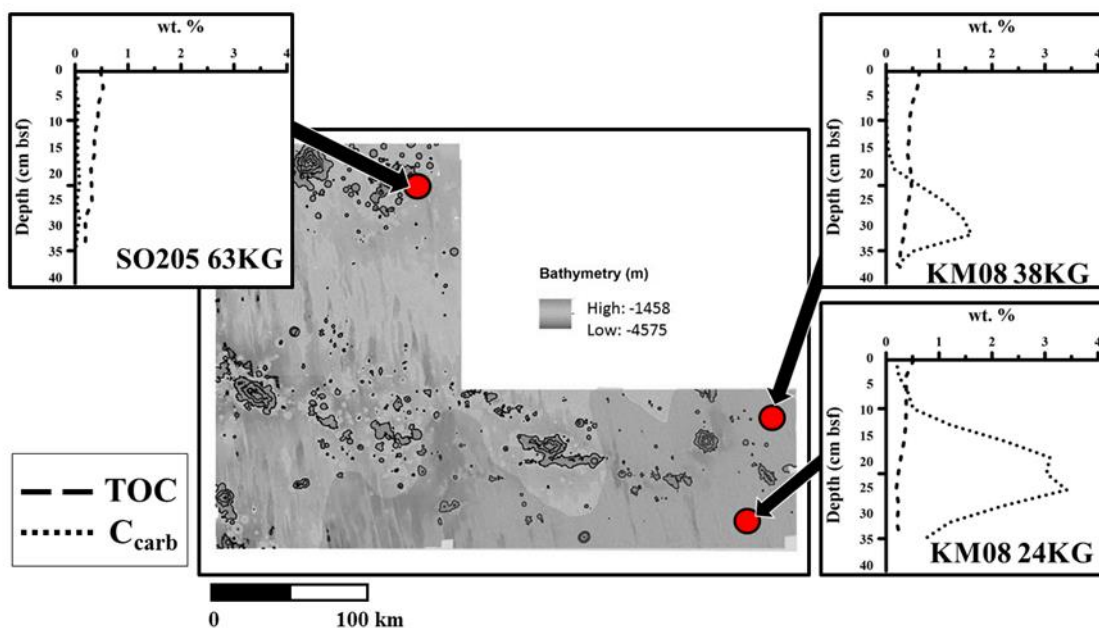 wt. %
0 1 2 3 4
Depth (cm bsf)
0
5
10
15
20
25
30
35
40
SO205 63KG
wt. %
0 1 2 3 4
Depth (cm bsf)
0
5
10
15
20
25
30
35
40
KM08 38KG
Bathymetry (m)
High: -1458
Low: -4575
wt. %
0 1 2 3 4
Depth (cm bsf)
0
5
10
15
20
25
30
35
40
KM08 24KG
TOC
Ccarb
0 100 km